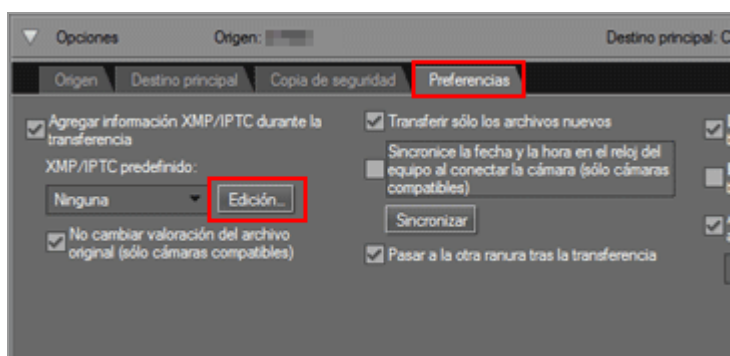 Opciones Origen: Destino principal: C
Origen Destino principal Copia de seguridad Preferencias
Agregar información XMP/IPTC durante la
transferencia
XMP/IPTC predefinido:
Ninguna Edición...
No cambiar valoración del archivo
original (sólo cámaras compatibles)
Transferir sólo los archivos nuevos
Sincronice la fecha y la hora en el reloj del
equipo al conectar la cámara (sólo cámaras
compatibles)
Sincronizar
Pasar a la otra ranura tras la transferencia